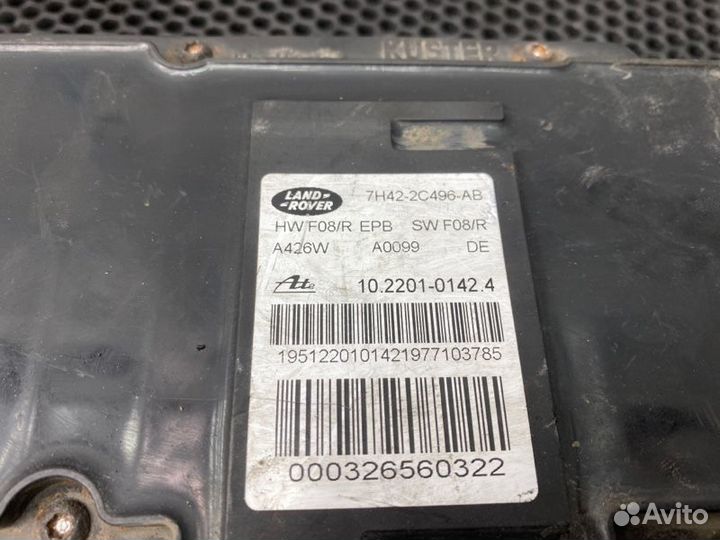 KUSTER
LAND-
-ROVER
7H42-2C496-AB
HW F08/R EPB SW F08/R
A426W A0099 DE
Ate 10.2201-0142.4
1951220101421977103785
000326560322
Avito